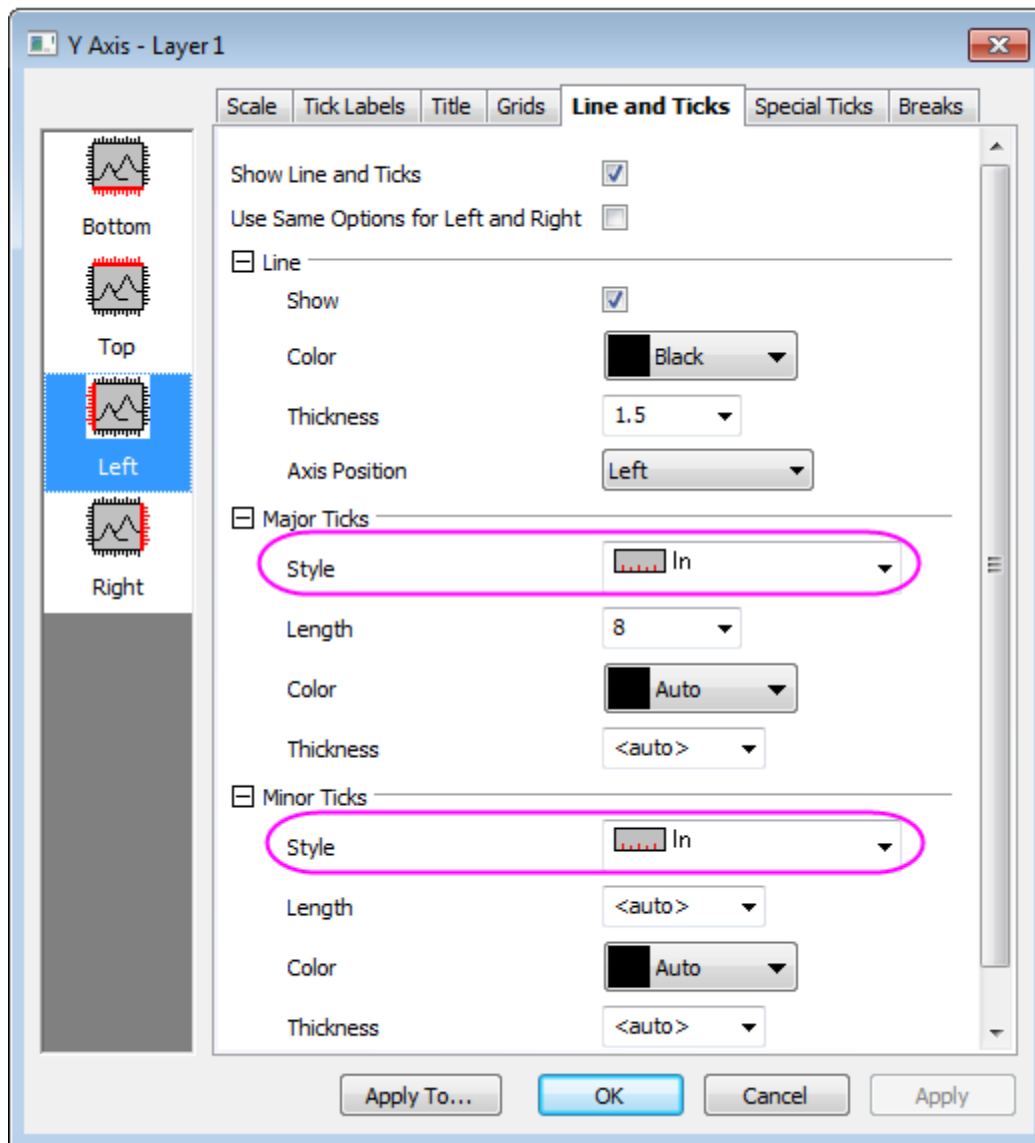 Y Axis - Layer 1
Scale Tick Labels Title Grids Line and Ticks Special Ticks Breaks
Bottom
Top
Left
Right
Show Line and Ticks
Use Same Options for Left and Right
Line
Show
Color Black
Thickness 1.5
Axis Position Left
Major Ticks
Style In
Length 8
Color Auto
Thickness <auto>
Minor Ticks
Style In
Length <auto>
Color Auto
Thickness <auto>
Apply To... OK Cancel Apply